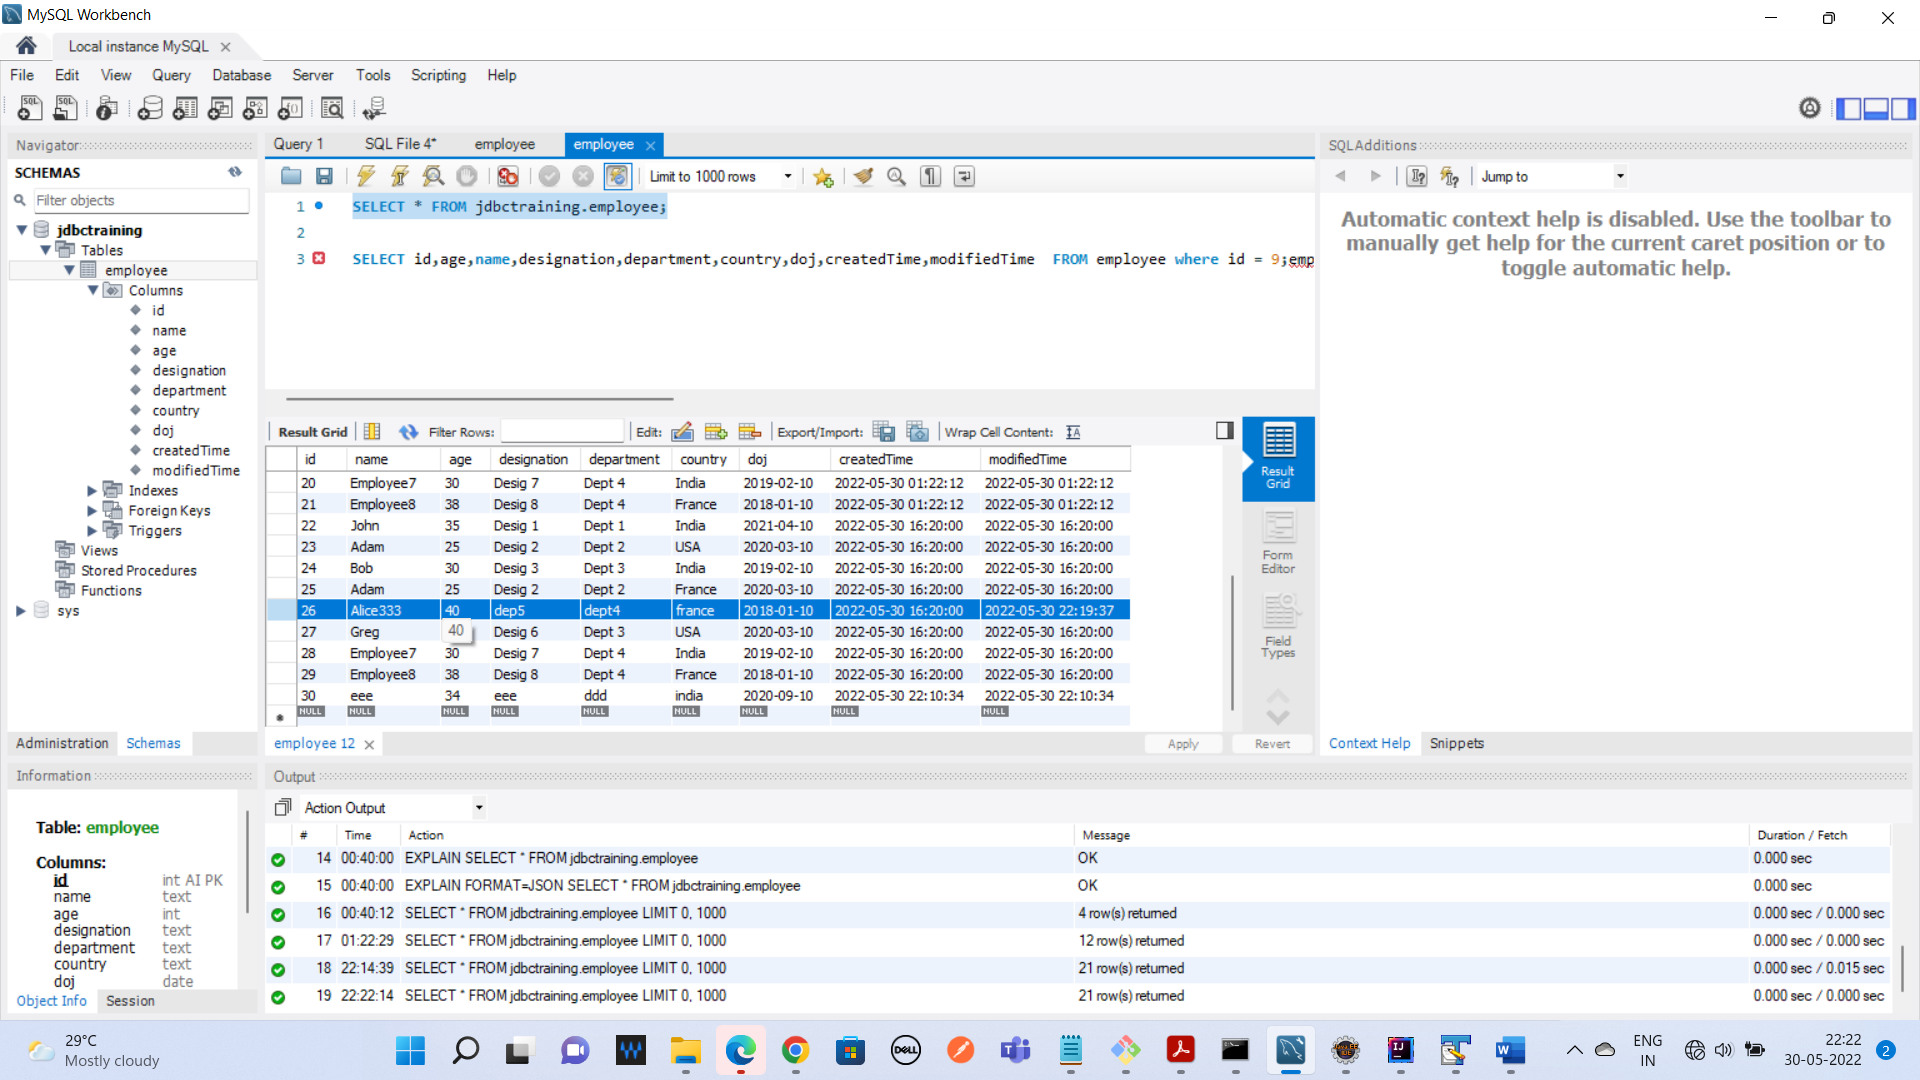 MySQL Workbench
Local instance MySQL
File Edit View Query Database Server Tools Scripting Help
Navigator
SCHEMAS
Filter objects
jdbctraining
Tables
employee
Columns
id
name
age
designation
department
country
doj
createdTime
modifiedTime
Indexes
Foreign Keys
Triggers
Views
Stored Procedures
Functions
sys
Administration Schemas
Query 1 SQL File 4* employee employee
Limit to 1000 rows
1 SELECT * FROM jdbctraining.employee;
2
3 SELECT id,age,name,designation,department,country,doj,createdTime,modifiedTime FROM employee where id = 9;emp
Result Grid Filter Rows: Edit: Export/Import: Wrap Cell Content:
id name age designation department country doj createdTime modifiedTime
20 Employee7 30 Desig 7 Dept 4 India 2019-02-10 2022-05-30 01:22:12 2022-05-30 01:22:12
21 Employee8 38 Desig 8 Dept 4 France 2018-01-10 2022-05-30 01:22:12 2022-05-30 01:22:12
22 John 35 Desig 1 Dept 1 India 2021-04-10 2022-05-30 16:20:00 2022-05-30 16:20:00
23 Adam 25 Desig 2 Dept 2 USA 2020-03-10 2022-05-30 16:20:00 2022-05-30 16:20:00
24 Bob 30 Desig 3 Dept 3 India 2019-02-10 2022-05-30 16:20:00 2022-05-30 16:20:00
25 Adam 25 Desig 2 Dept 2 France 2020-03-10 2022-05-30 16:20:00 2022-05-30 16:20:00
26 Alice333 40 dep5 dept4 france 2018-01-10 2022-05-30 16:20:00 2022-05-30 22:19:37
27 Greg 40 Desig 6 Dept 3 USA 2020-03-10 2022-05-30 16:20:00 2022-05-30 16:20:00
28 Employee7 30 Desig 7 Dept 4 India 2019-02-10 2022-05-30 16:20:00 2022-05-30 16:20:00
29 Employee8 38 Desig 8 Dept 4 France 2018-01-10 2022-05-30 16:20:00 2022-05-30 16:20:00
30 eee 34 eee ddd india 2020-09-10 2022-05-30 22:10:34 2022-05-30 22:10:34
NULL NULL NULL NULL NULL NULL NULL NULL NULL
Result Grid
Form Editor
Field Types
employee 12 Apply Revert
SQLAdditions
Jump to
Automatic context help is disabled. Use the toolbar to
manually get help for the current caret position or to
toggle automatic help.
Context Help Snippets
Information
Table: employee
Columns:
id int AI PK
name text
age int
designation text
department text
country text
doj date
Object Info Session
Output
Action Output
# Time Action Message Duration / Fetch
14 00:40:00 EXPLAIN SELECT * FROM jdbctraining.employee OK 0.000 sec
15 00:40:00 EXPLAIN FORMAT=JSON SELECT * FROM jdbctraining.employee OK 0.000 sec
16 00:40:12 SELECT * FROM jdbctraining.employee LIMIT 0, 1000 4 row(s) returned 0.000 sec / 0.000 sec
17 01:22:29 SELECT * FROM jdbctraining.employee LIMIT 0, 1000 12 row(s) returned 0.000 sec / 0.000 sec
18 22:14:39 SELECT * FROM jdbctraining.employee LIMIT 0, 1000 21 row(s) returned 0.000 sec / 0.015 sec
19 22:22:14 SELECT * FROM jdbctraining.employee LIMIT 0, 1000 21 row(s) returned 0.000 sec / 0.000 sec
29°C
Mostly cloudy
DELL
ENG
IN
22:22
30-05-2022
2